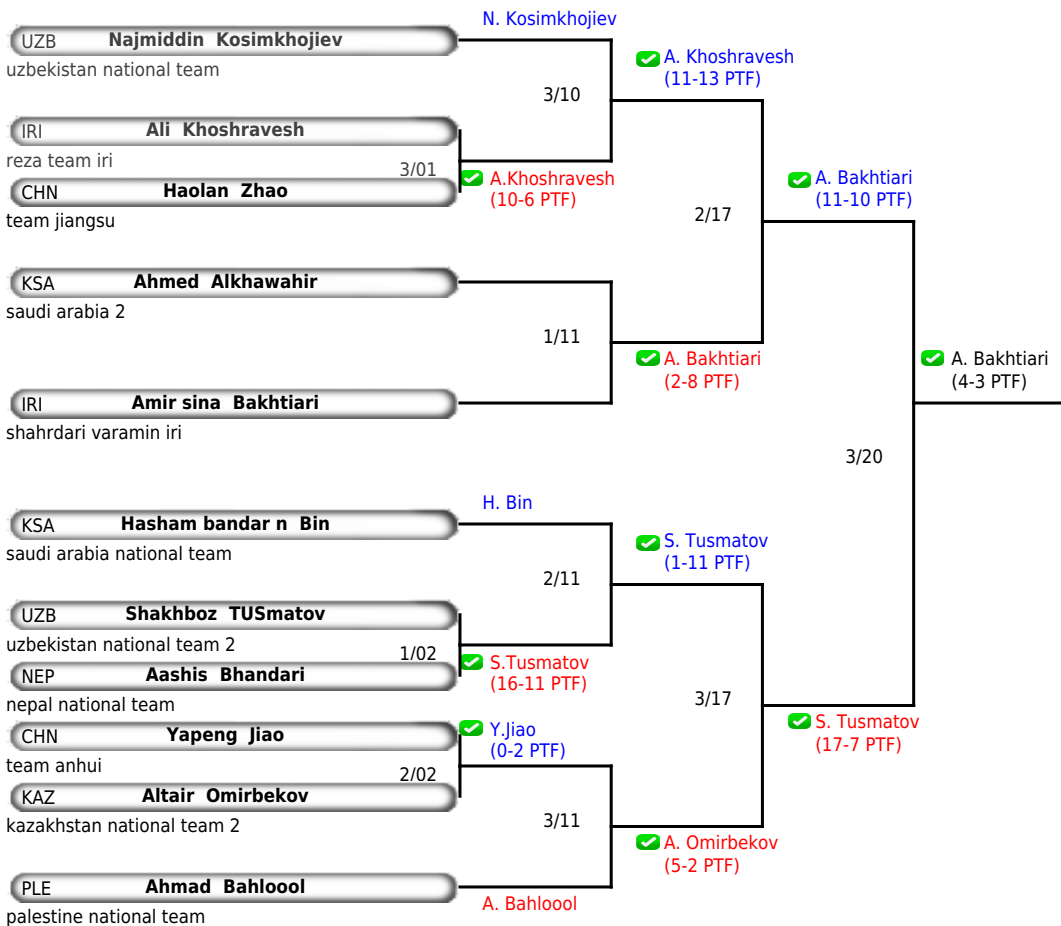 N. Kosimkhojiev
UZB Najmiddin Kosimkhojiev
uzbekistan national team
A. Khoshravesh
(11-13 PTF)
3/10
IRI Ali Khoshravesh
reza team iri
3/01
A.Khoshravesh
(10-6 PTF)
CHN Haolan Zhao
team jiangsu
A. Bakhtiari
(11-10 PTF)
2/17
KSA Ahmed Alkhawahir
saudi arabia 2
1/11
A. Bakhtiari
(2-8 PTF)
A. Bakhtiari
(4-3 PTF)
IRI Amir sina Bakhtiari
shahrdari varamin iri
3/20
H. Bin
KSA Hasham bandar n Bin
saudi arabia national team
S. Tusmatov
(1-11 PTF)
2/11
UZB Shakhboz TUSmatov
uzbekistan national team 2
1/02
S.Tusmatov
(16-11 PTF)
NEP Aashis Bhandari
nepal national team
3/17
S. Tusmatov
(17-7 PTF)
CHN Yapeng Jiao
team anhui
Y.Jiao
(0-2 PTF)
2/02
KAZ Altair Omirbekov
kazakhstan national team 2
3/11
A. Omirbekov
(5-2 PTF)
PLE Ahmad Bahloool
palestine national team
A. Bahloool